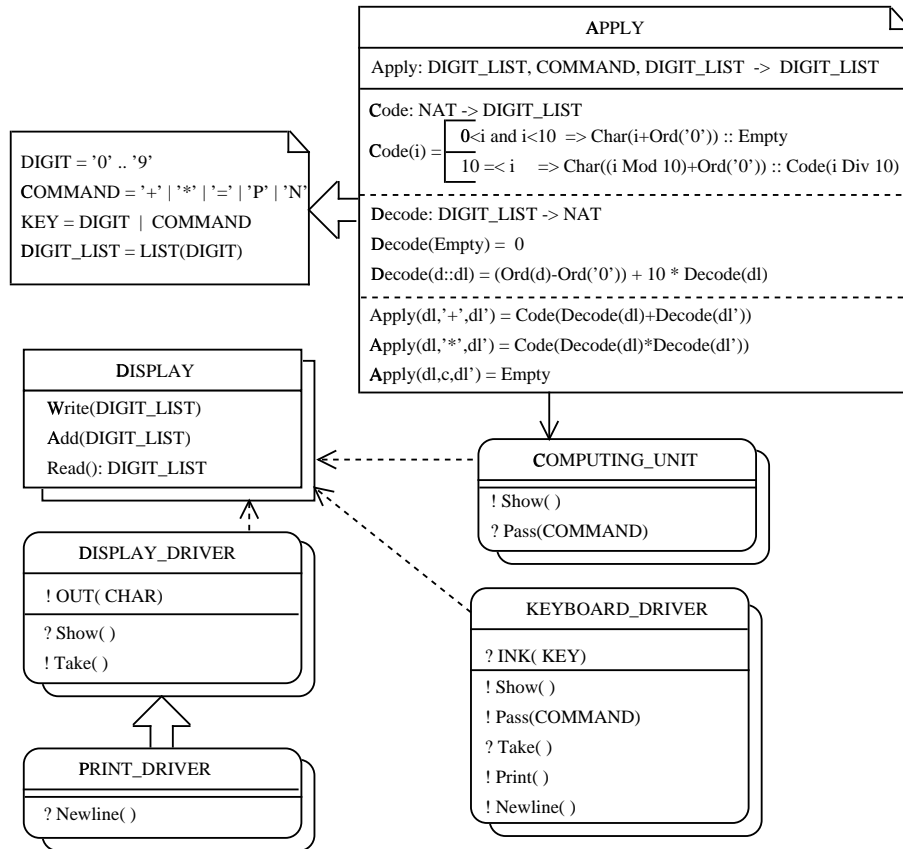 APPLY
Apply: DIGIT_LIST, COMMAND, DIGIT_LIST -> DIGIT_LIST
Code: NAT -> DIGIT_LIST
Code(i) =
0<i and i<10 => Char(i+Ord('0')) :: Empty
10 =< i => Char((i Mod 10)+Ord('0')) :: Code(i Div 10)
Decode: DIGIT_LIST -> NAT
Decode(Empty) = 0
Decode(d::dl) = (Ord(d)-Ord('0')) + 10 * Decode(dl)
Apply(dl,'+',dl') = Code(Decode(dl)+Decode(dl'))
Apply(dl,'*',dl') = Code(Decode(dl)*Decode(dl'))
Apply(dl,c,dl') = Empty
DIGIT = '0' .. '9'
COMMAND = '+' | '*' | '=' | 'P' | 'N'
KEY = DIGIT | COMMAND
DIGIT_LIST = LIST(DIGIT)
DISPLAY
Write(DIGIT_LIST)
Add(DIGIT_LIST)
Read(): DIGIT_LIST
COMPUTING_UNIT
! Show( )
? Pass(COMMAND)
DISPLAY_DRIVER
! OUT( CHAR)
? Show( )
! Take( )
KEYBOARD_DRIVER
? INK( KEY)
! Show( )
! Pass(COMMAND)
? Take( )
! Print( )
! Newline( )
PRINT_DRIVER
? Newline( )